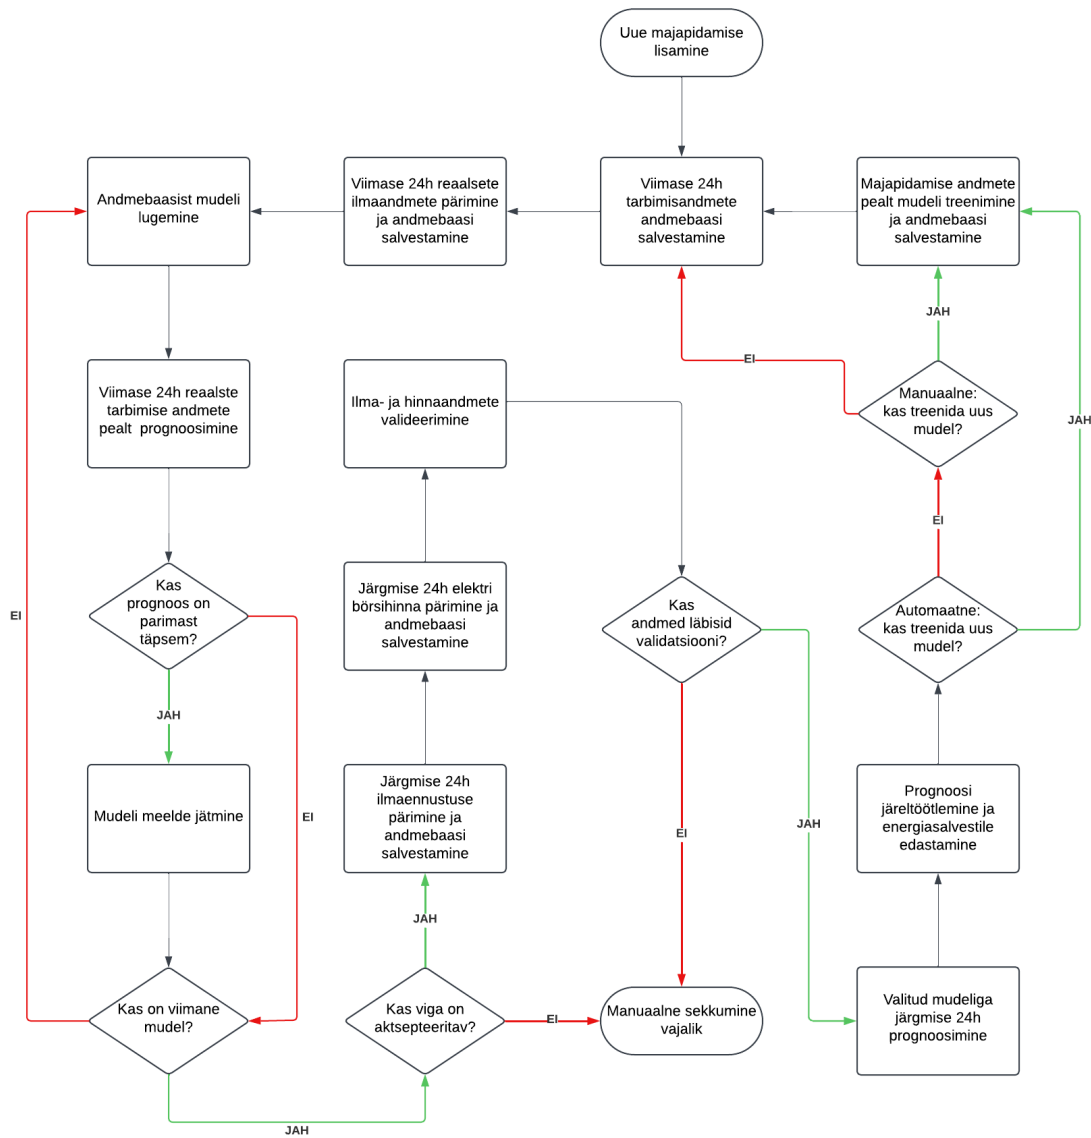 Uue majapidamise
lisamine
Andmebaasist mudeli
lugemine
Viimase 24h reaalsete
ilmaandmete pärimine
ja andmebaasi
salvestamine
Viimase 24h
tarbimisandmete
andmebaasi
salvestamine
Majapidamise andmete
pealt mudeli treenimine
ja andmebaasi
salvestamine
JAH
EI
Viimase 24h reaalste
tarbimise andmete
pealt prognoosimine
Ilma- ja hinnaandmete
valideerimine
Manuaalne:
kas treenida uus
mudel?
JAH
EI
Kas
prognoos on
parimast
täpsem?
EI
Järgmise 24h elektri
börsihinna pärimine ja
andmebaasi
salvestamine
Kas
andmed läbisid
validatsiooni?
Automaatne:
kas treenida uus
mudel?
JAH
Mudeli meelde jätmine
EI
Järgmise 24h
ilmaennustuse
pärimine ja
andmebaasi
salvestamine
EI
JAH
Prognoosi
järeltöötlemine ja
energiasalvestile
edastamine
JAH
Kas on viimane
mudel?
Kas viga on
aktsepteeritav?
EI
Manuaalne sekkumine
vajalik
Valitud mudeliga
järgmise 24h
prognoosimine
JAH